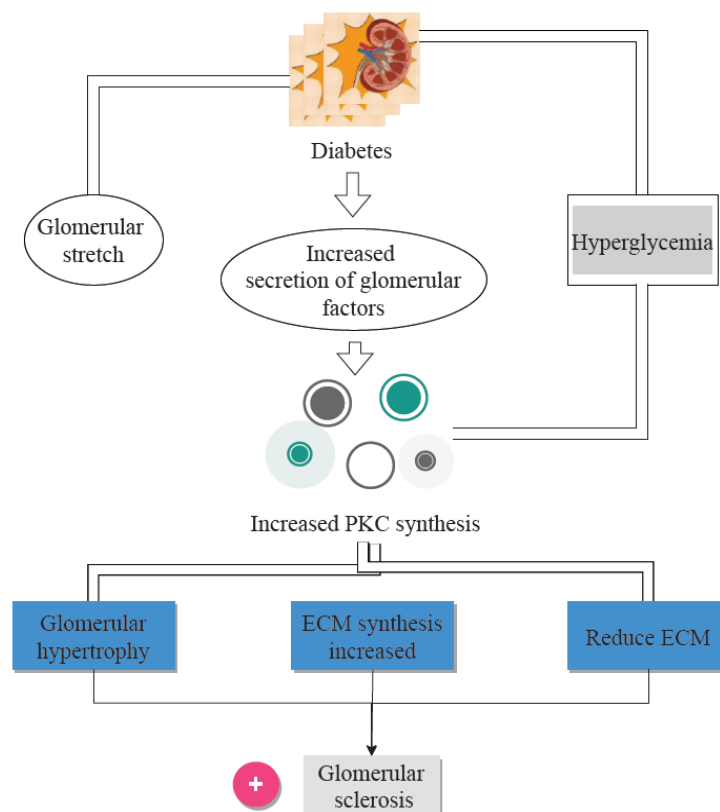 Diabetes
Glomerular
stretch
Increased
secretion of glomerular
factors
Hyperglycemia
Increased PKC synthesis
Glomerular
hypertrophy
ECM synthesis
increased
Reduce ECM
+
Glomerular
sclerosis